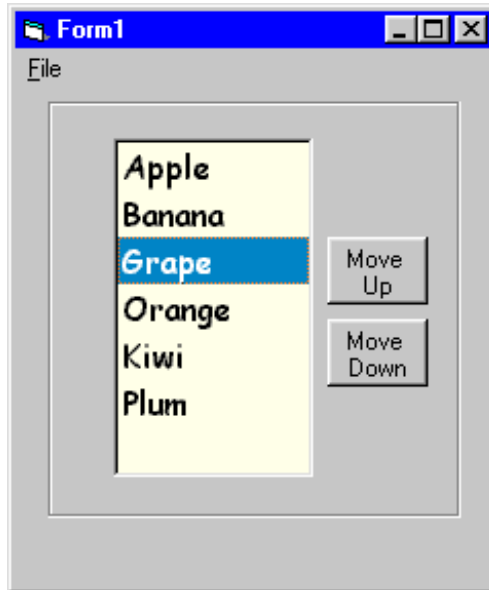 Form1
File
Apple
Banana
Grape
Orange
Kiwi
Plum
Move
Up
Move
Down